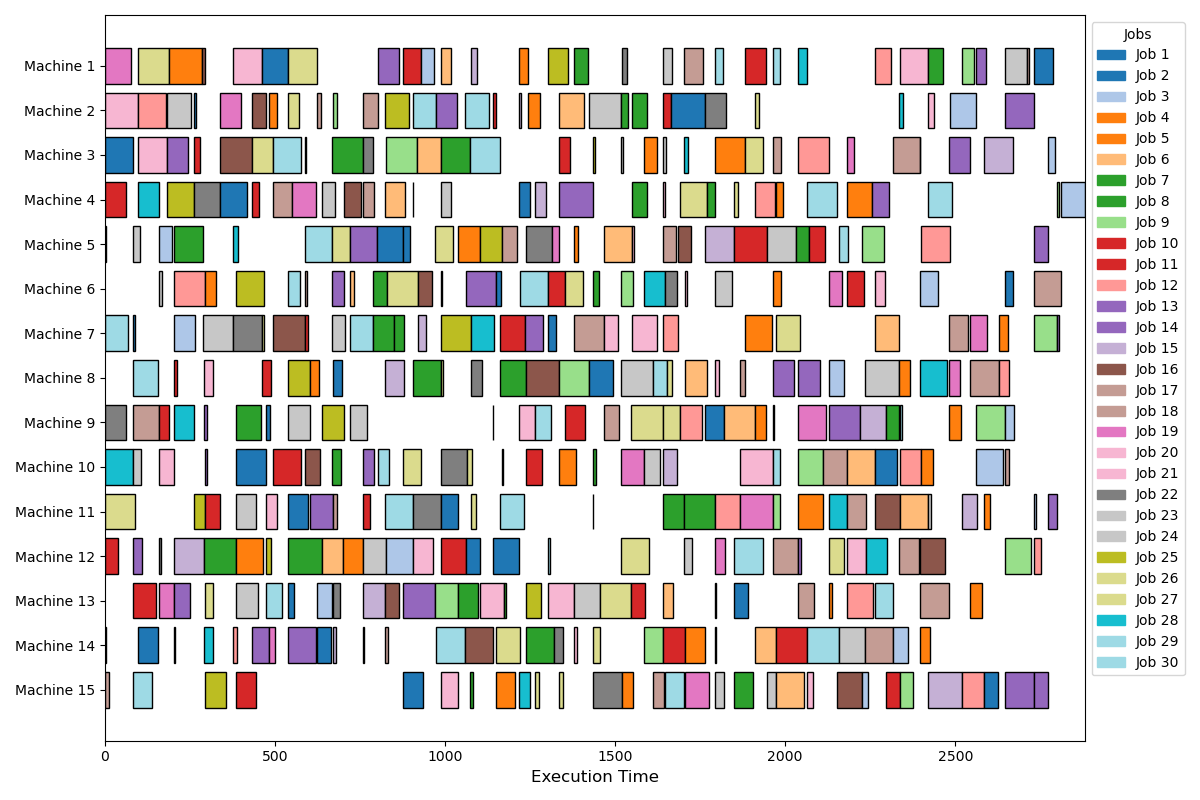 Machine 1
Machine 2
Machine 3
Machine 4
Machine 5
Machine 6
Machine 7
Machine 8
Machine 9
Machine 10
Machine 11
Machine 12
Machine 13
Machine 14
Machine 15
0 500 1000 1500 2000 2500
Execution Time
Jobs
Job 1
Job 2
Job 3
Job 4
Job 5
Job 6
Job 7
Job 8
Job 9
Job 10
Job 11
Job 12
Job 13
Job 14
Job 15
Job 16
Job 17
Job 18
Job 19
Job 20
Job 21
Job 22
Job 23
Job 24
Job 25
Job 26
Job 27
Job 28
Job 29
Job 30